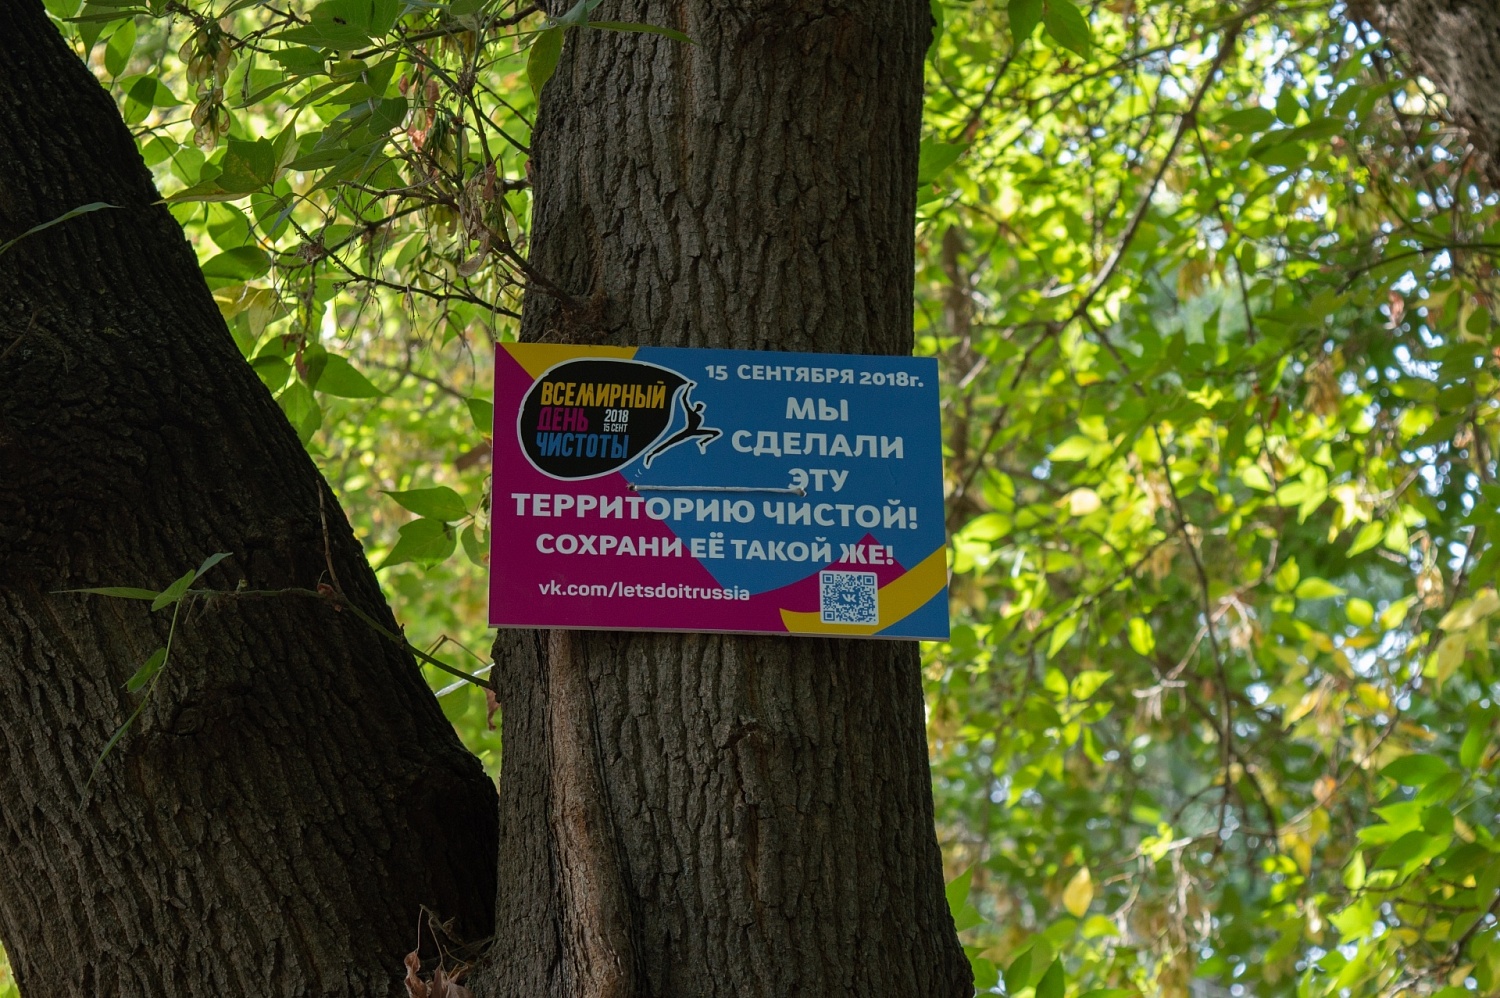 ВСЕМИРНЫЙ
ДЕНЬ
2018
15 СЕНТ
ЧИСТОТЫ
15 СЕНТЯБРЯ 2018г.
МЫ
СДЕЛАЛИ
ЭТУ
ТЕРРИТОРИЮ ЧИСТОЙ!
СОХРАНИ ЕЁ ТАКОЙ ЖЕ!
vk.com/letsdoitrussia